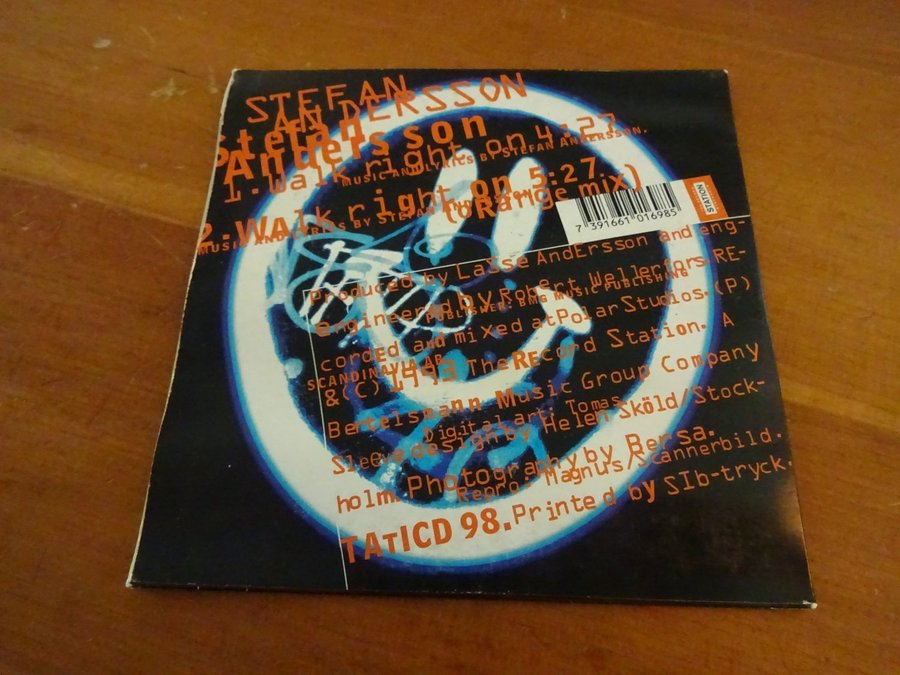 STEFAN
ANDERSSON
Stefan
Andersson
1. Walk right on 4:27
MUSIC AND LYRICS BY STEFAN ANDERSSON.
2. WAlk right on 5:27.
(oRange mix)
MUSIC AND LYRICS BY STEFAN ANDERSSON
STATION
7 391661 016985
Produced by Lasse AndErsson and eng-
engineered by Robert Wellerfors. RE-
PUBLISHER: BMG MUSIC PUBLISHING
corded and mixed at Polar Studios. (P)
SCANDINAVIA AB.
&(C) 1993 The REcord Station. A
Bertelsmann Music Group Company
Digital art: Tomas
Sleeve design by Helen Sköld/Stock-
holm. Photography by Bersa.
Repro: Magnus/Scannerbild.
TATICD 98. Printed by SIb-tryck.